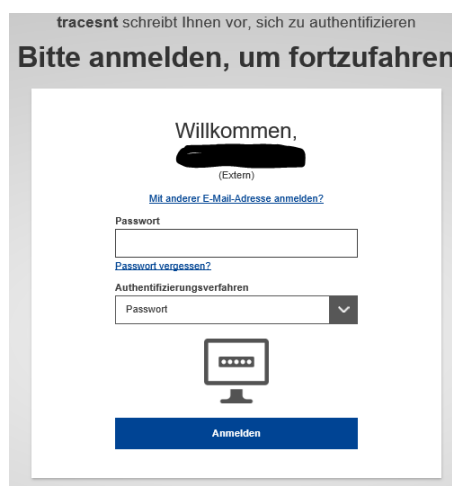 tracesnt schreibt Ihnen vor, sich zu authentifizieren
Bitte anmelden, um fortzufahren
Willkommen,
(Extern)
Mit anderer E-Mail-Adresse anmelden?
Passwort
Passwort vergessen?
Authentifizierungsverfahren
Passwort
Anmelden